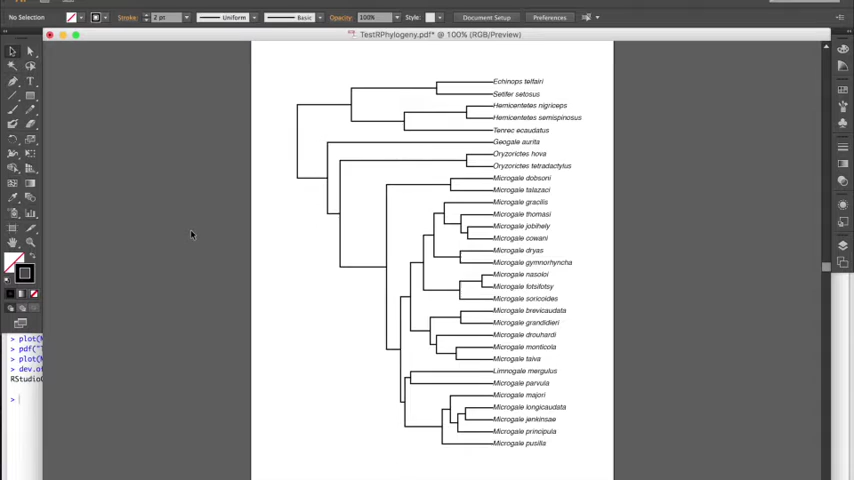 No Selection
Stroke:
2 pt
Uniform
Basic
Opacity:
100%
Style:
Document Setup
Preferences
TestRPhylogeny.pdf* @ 100% (RGB/Preview)
Echinops telfairi
Setifer setosus
Hemicentetes nigriceps
Hemicentetes semispinosus
Tenrec ecaudatus
Geogale aurita
Oryzorictes hova
Oryzorictes tetradactylus
Microgale dobsoni
Microgale talazaci
Microgale gracilis
Microgale thomasi
Microgale jobihely
Microgale cowani
Microgale dryas
Microgale gymnorhyncha
Microgale nasoloi
Microgale fotsifotsy
Microgale soricoides
Microgale brevicaudata
Microgale grandidieri
Microgale drouhardi
Microgale monticola
Microgale taiva
Limnogale mergulus
Microgale parvula
Microgale majori
Microgale longicaudata
Microgale jenkinsae
Microgale principula
Microgale pusilla
> plot(
> pdf("
> plot(
> dev.o
RStudio
>